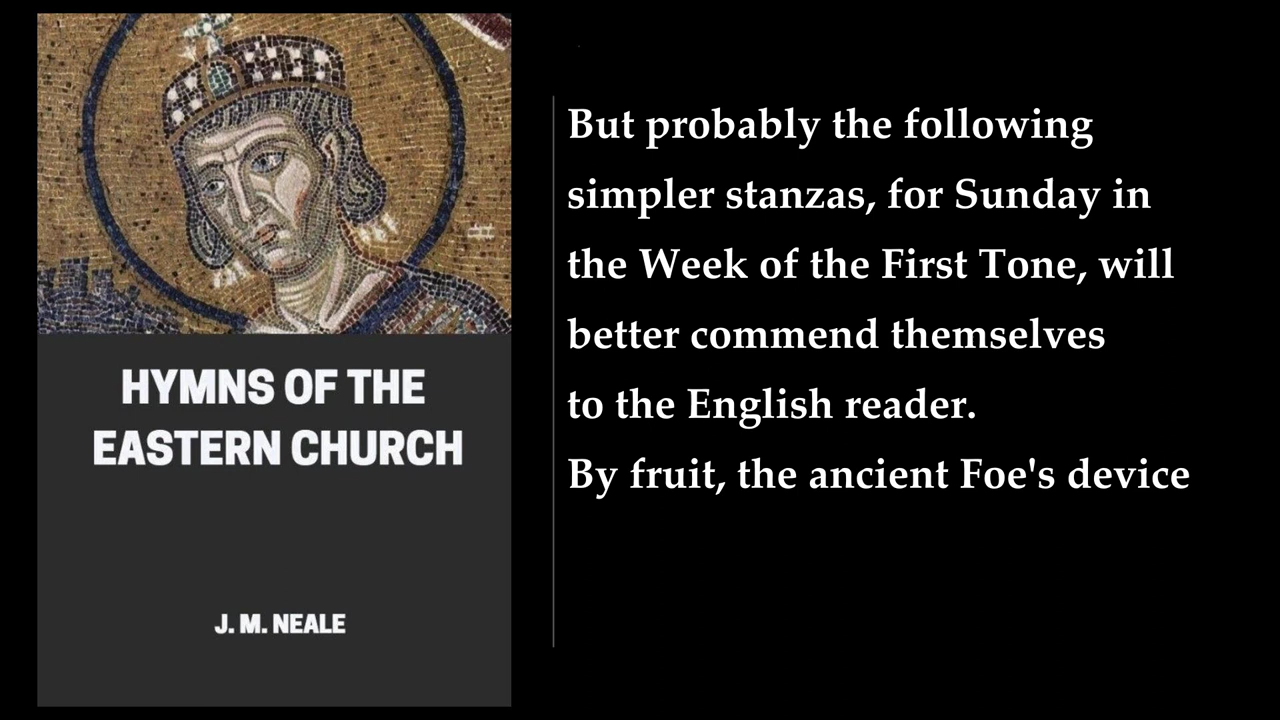 HYMNS OF THE
EASTERN CHURCH
J. M. NEALE
But probably the following
simpler stanzas, for Sunday in
the Week of the First Tone, will
better commend themselves
to the English reader.
By fruit, the ancient Foe's device